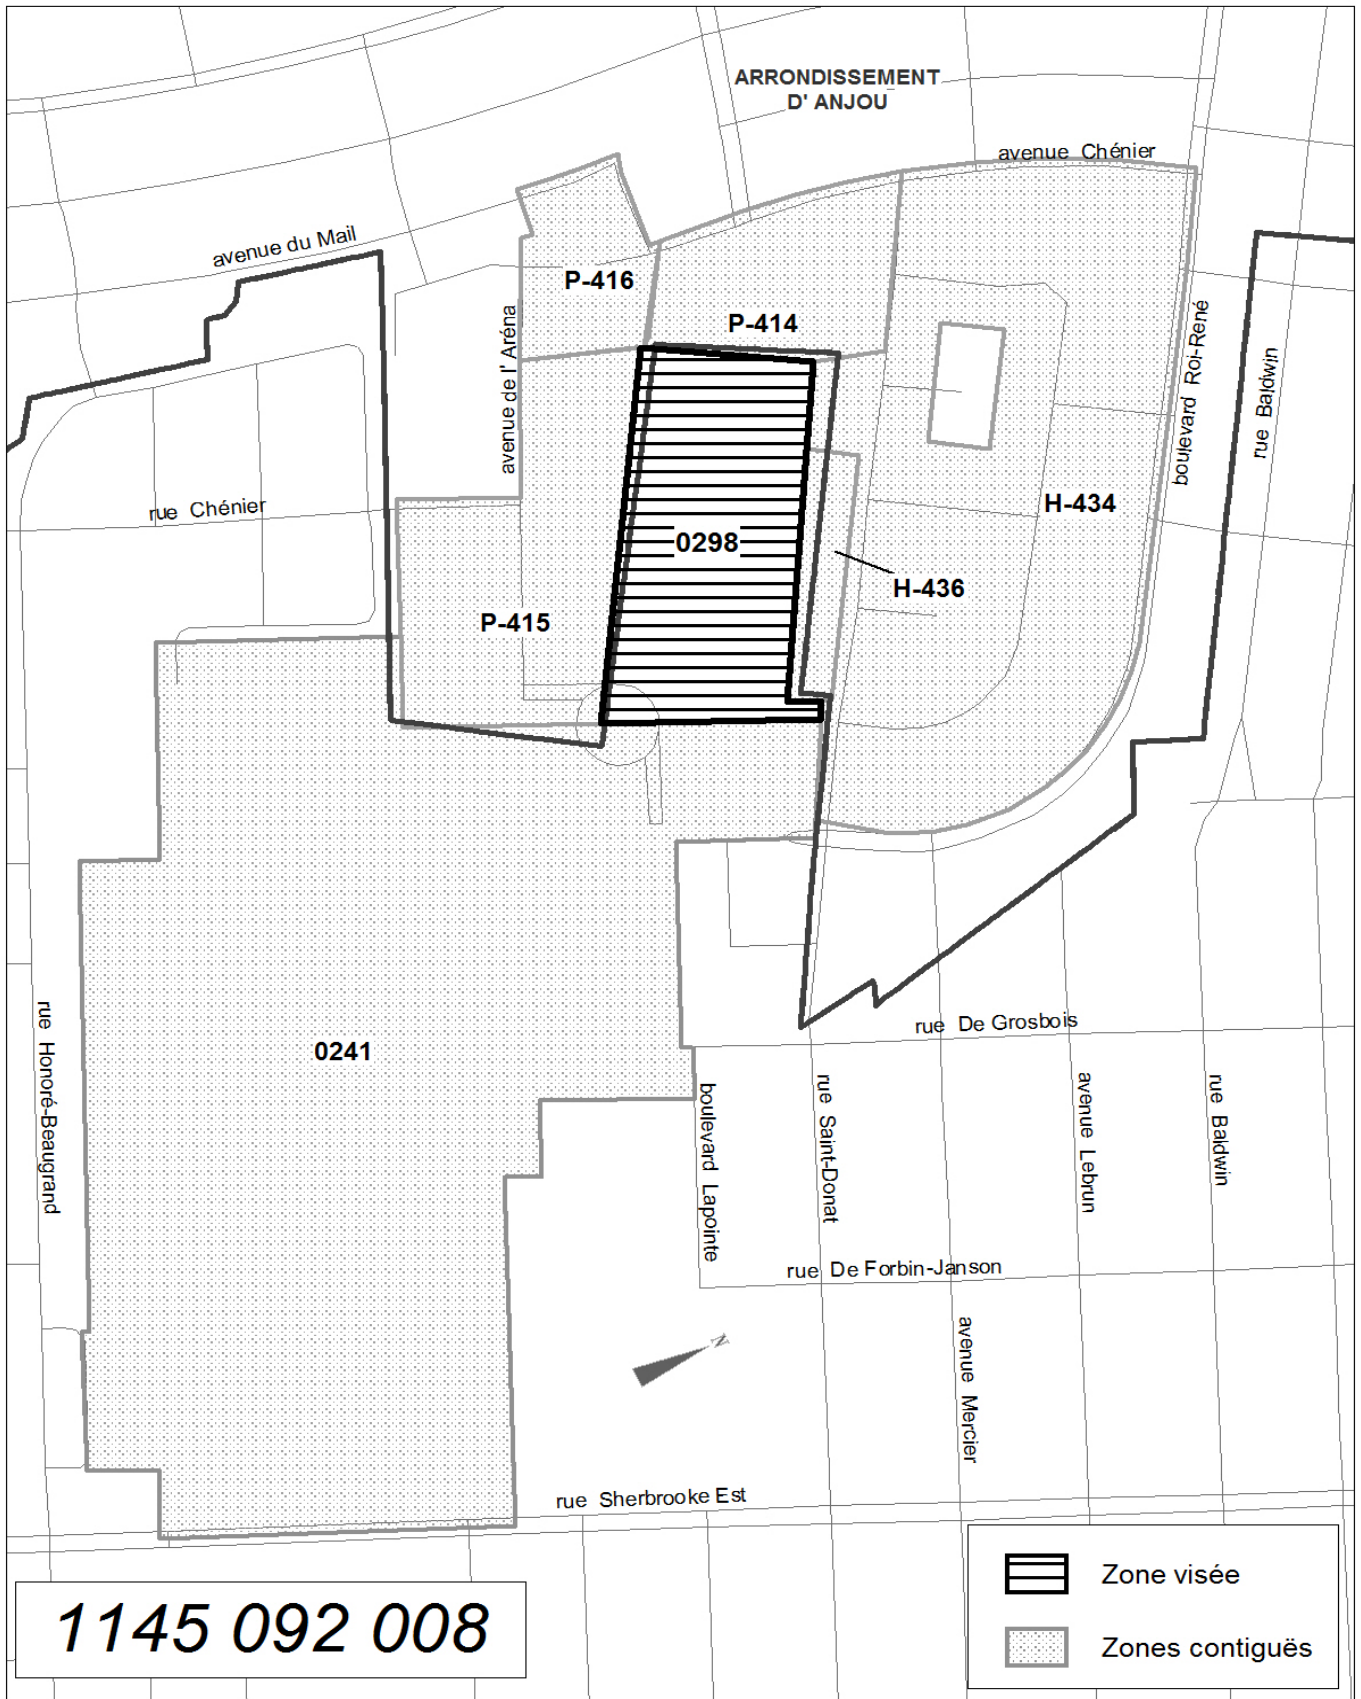 ARRONDISSEMENT
D' ANJOU
avenue Chénier
avenue du Mail
P-416
P-414
avenue de l' Aréna
boulevard Roi-René
rue Baldwin
rue Chénier
H-434
0298
H-436
P-415
rue Honoré-Beaugrand
0241
rue De Grosbois
boulevard Lapointe
rue Saint-Donat
avenue Lebrun
rue Baldwin
rue De Forbin-Janson
N
avenue Mercier
rue Sherbrooke Est
Zone visée
1145 092 008
Zones contiguës